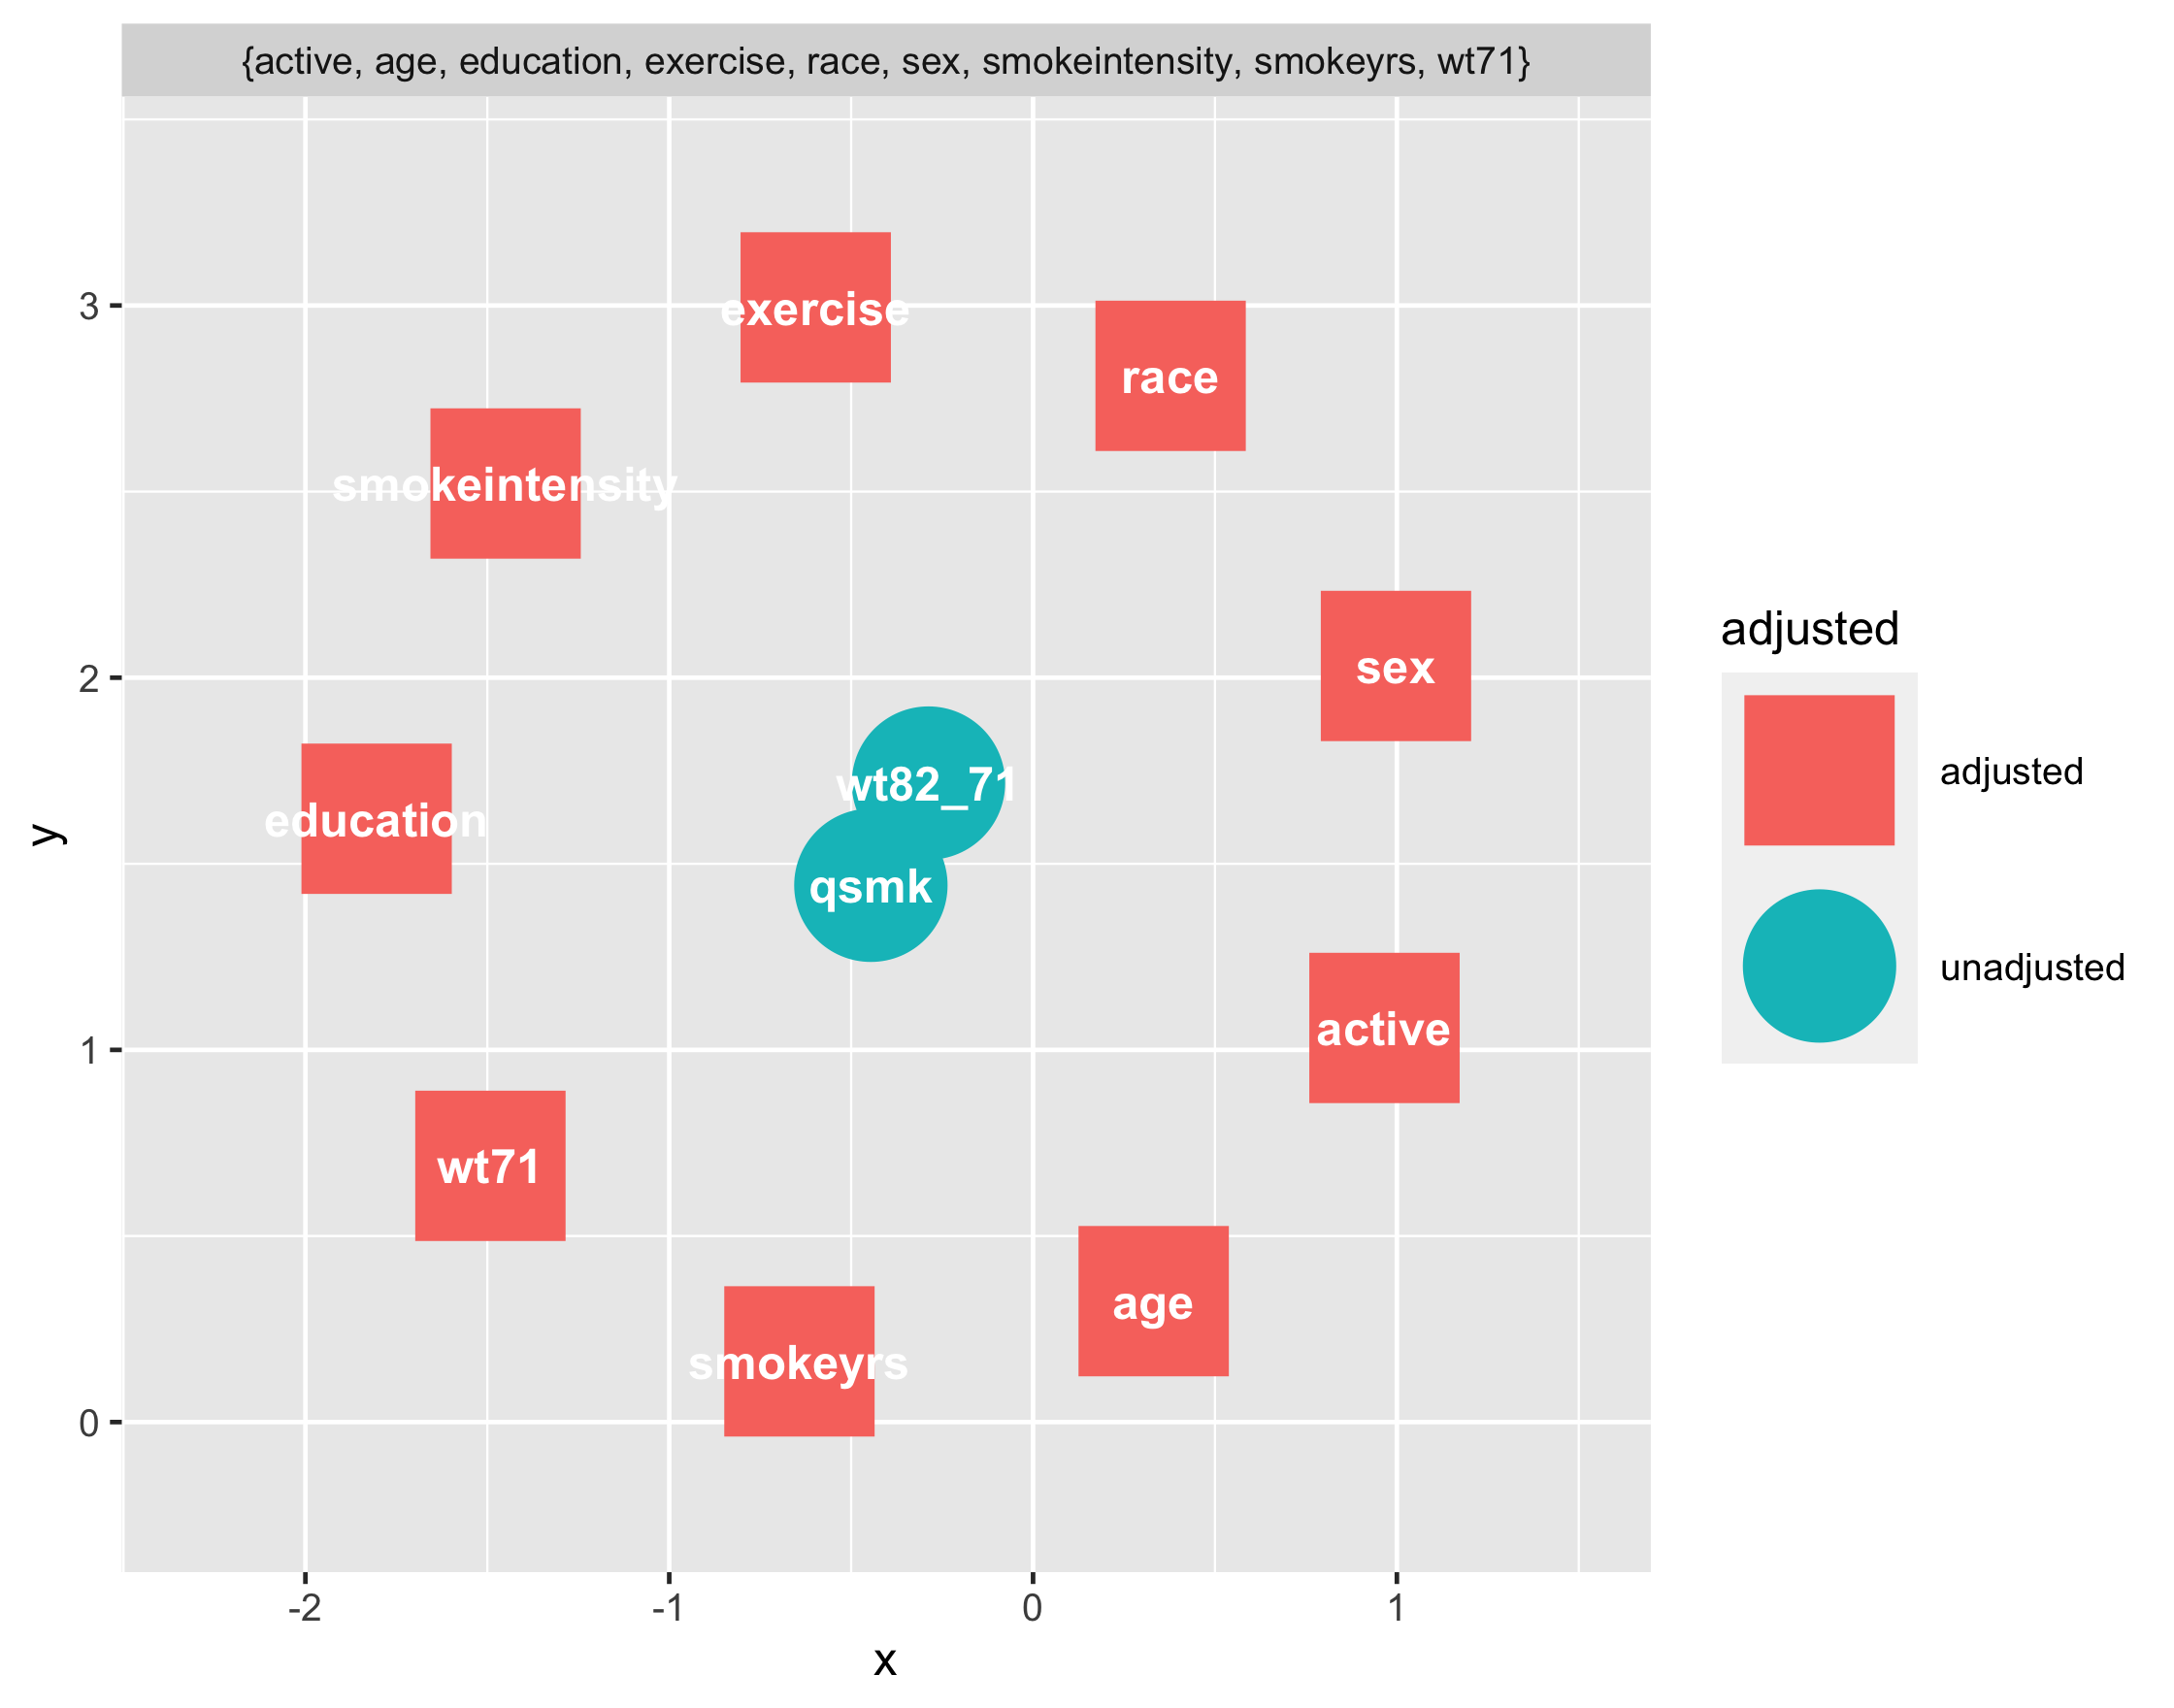 {active, age, education, exercise, race, sex, smokeintensity, smokeyrs, wt71}
exercise
race
smokeintensity
sex
wt82_71
education
qsmk
active
wt71
age
smokeyrs
3
2
1
0
y
-2
-1
0
1
x
adjusted
adjusted
unadjusted